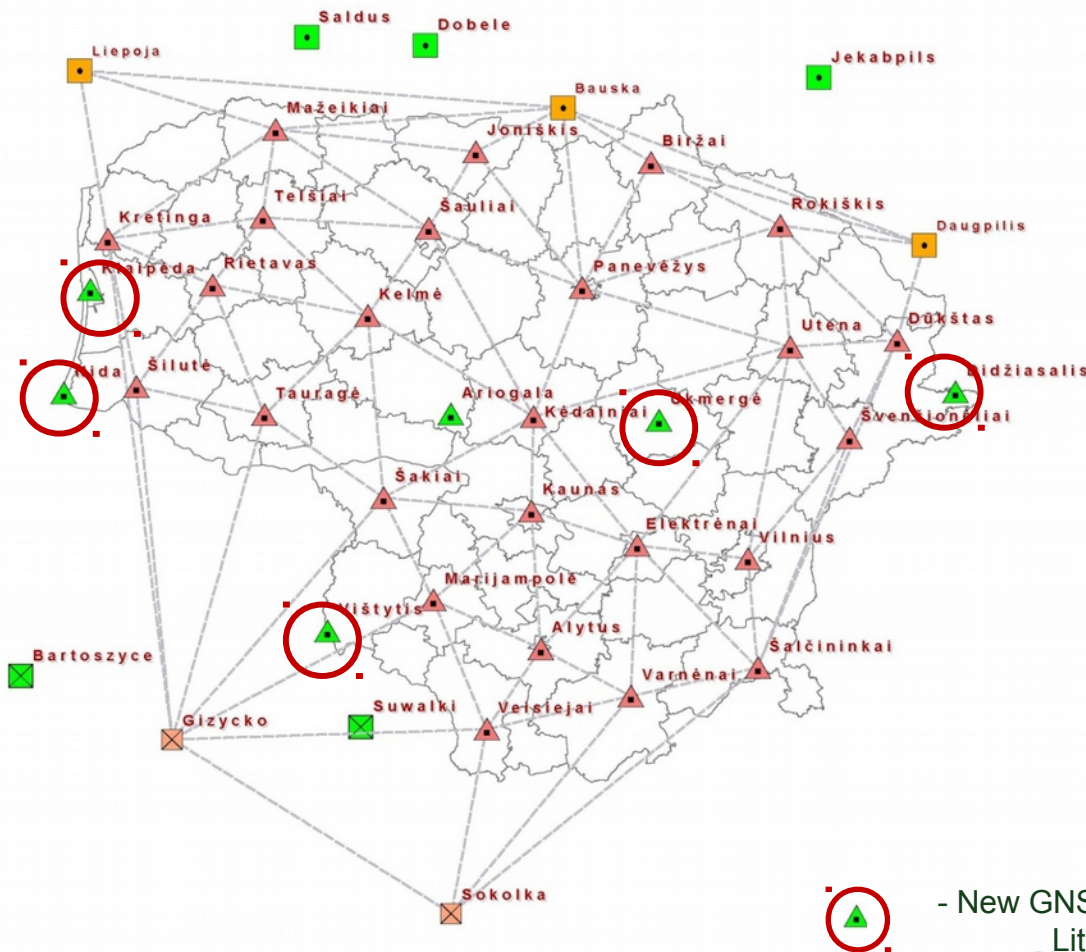 Saldus
Dobele
Liepoja
Jekabpils
Bauska
Mažeikiai
Joniškis
Biržai
Telšiai
Šauliai
Rokiškis
Kretinga
Daugpilis
Klaipėda
Rietavas
Panevėžys
Kelmė
Utena
Dūkštas
Nida
Šilutė
Didžiasalis
Tauragė
Ariogala
Kėdainiai
Ukmergė
Švenčionėliai
Šakiai
Kaunas
Elektrėnai
Vilnius
Marijampolė
Vištytis
Alytus
Šalčininkai
Bartoszyce
Varnėnai
Gizycko
Suwalki
Veisiejai
Sokolka
- New GNS
Lit